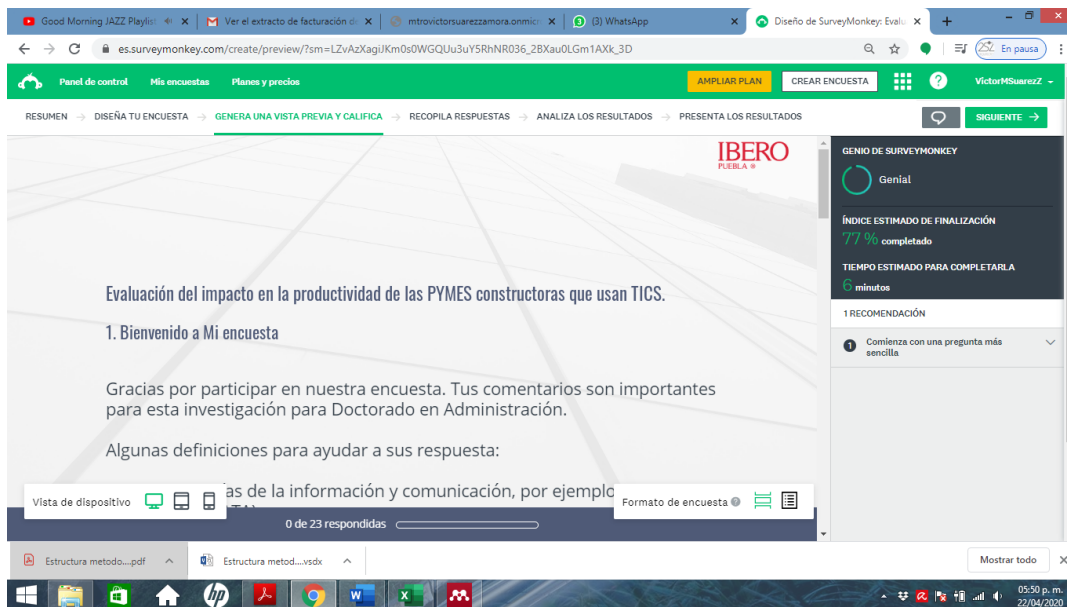 Good Morning JAZZ Playlis
Ver el extracto de facturación de
mtrovictorsuarezzamora.onmicr
(3) WhatsApp
Diseño de SurveyMonkey: Evalu
es.surveymonkey.com/create/preview/?sm=LZvAzXagiJKm0s0WGQUu3uY5RhNR036_2BXau0LGm1AXk_3D
En pausa
Panel de control
Mis encuestas
Planes y precios
AMPLIAR PLAN
CREAR ENCUESTA
?
VictorMSuarezZ
RESUMEN → DISEÑA TU ENCUESTA → GENERA UNA VISTA PREVIA Y CALIFICA → RECOPILA RESPUESTAS → ANALIZA LOS RESULTADOS → PRESENTA LOS RESULTADOS
SIGUIENTE →
IBERO
PUEBLA ®
GENIO DE SURVEYMONKEY
Genial
ÍNDICE ESTIMADO DE FINALIZACIÓN
77% completado
TIEMPO ESTIMADO PARA COMPLETARLA
6 minutos
1 RECOMENDACIÓN
1 Comienza con una pregunta más
sencilla
Evaluación del impacto en la productividad de las PYMES constructoras que usan TICS.
1. Bienvenido a Mi encuesta
Gracias por participar en nuestra encuesta. Tus comentarios son importantes
para esta investigación para Doctorado en Administración.
Algunas definiciones para ayudar a sus respuesta:
as de la información y comunicación, por ejemplo
Vista de dispositivo
Formato de encuesta
0 de 23 respondidas
Estructura metodo....pdf
Estructura metod....vsdx
Mostrar todo
05:50 p. m.
22/04/2020